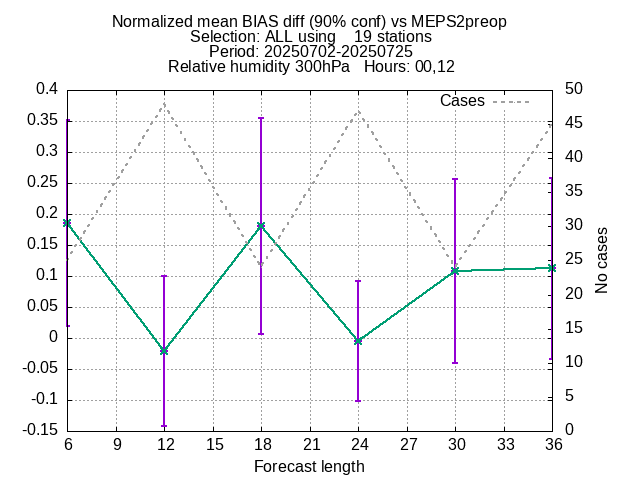 Normalized mean BIAS diff (90% conf) vs MEPS2preop
Selection: ALL using    19 stations
Period: 20250702-20250725
Relative humidity 300hPa   Hours: 00,12
Cases
0.4
0.35
0.3
0.25
0.2
0.15
0.1
0.05
0
-0.05
-0.1
-0.15
50
45
40
35
30
25
20
15
10
5
0
No cases
6 9 12 15 18 21 24 27 30 33 36
Forecast length